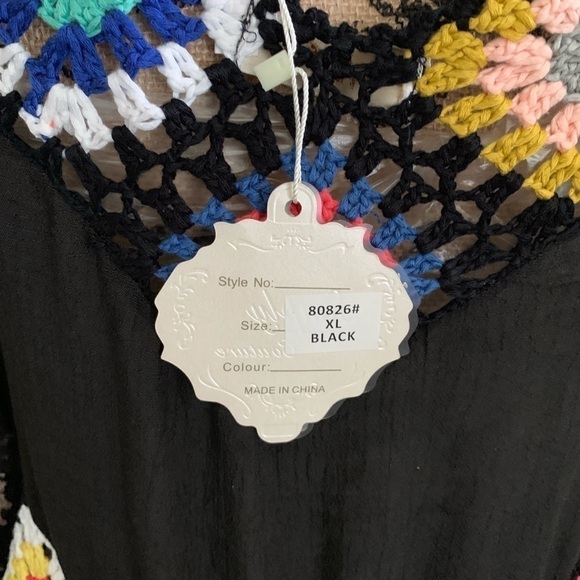 Style No:
80826#
Size:
XL
BLACK
Colour:
MADE IN CHINA